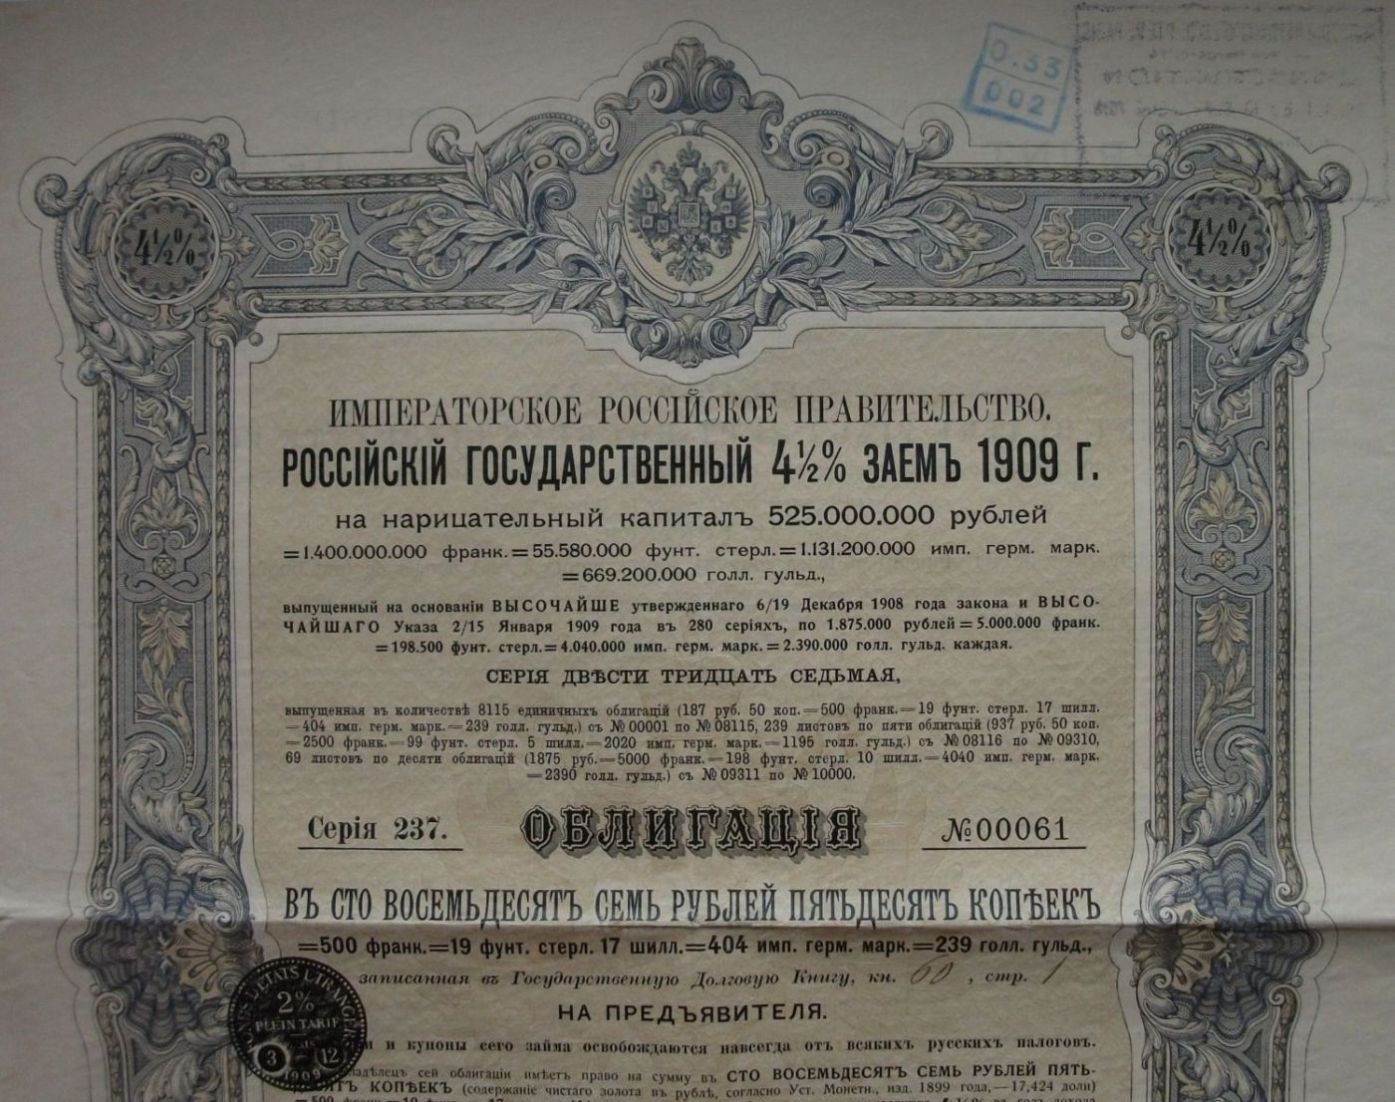 0.33
002
4½%
4½%
ИМПЕРАТОРСКОЕ РОССІЙСКОЕ ПРАВИТЕЛЬСТВО.
РОССІЙСКІЙ ГОСУДАРСТВЕННЫЙ 4½% ЗАЕМЪ 1909 Г.
на нарицательный капиталъ 525.000.000 рублей
=1.400.000.000 франк.=55.580.000 фунт. стерл.=1.131.200.000 имп. герм. марк.
=669.200.000 голл. гульд.,
выпущенный на основаніи ВЫСОЧАЙШЕ утвержденнаго 6/19 Декабря 1908 года закона и ВЫСО-
ЧАЙШАГО Указа 2/15 Января 1909 года въ 280 серіяхъ, по 1.875.000 рублей=5.000.000 франк.
=198.500 фунт. стерл.=4.040.000 имп. герм. марк.=2.390.000 голл. гульд. каждая.
СЕРІЯ ДВѢСТИ ТРИДЦАТЬ СЕДЬМАЯ,
выпущенная въ количествѣ 8115 единичныхъ облигацій (187 руб. 50 коп.=500 франк.=19 фунт. стерл. 17 шилл.
=404 имп. герм. марк.=239 голл. гульд.) съ №00001 по №08115, 239 листовъ по пяти облигацій (937 руб. 50 коп.
=2500 франк.=99 фунт. стерл. 5 шилл.=2020 имп. герм. марк.=1195 голл. гульд.) съ №08116 по №09310,
69 листовъ по десяти облигацій (1875 руб.=5000 франк.=198 фунт. стерл. 10 шилл.=4040 имп. герм. марк.
=2390 голл. гульд.) съ №09311 по №10000.
Серія 237. ОБЛИГАЦІЯ №00061
ВЪ СТО ВОСЕМЬДЕСЯТЪ СЕМЬ РУБЛЕЙ ПЯТЬДЕСЯТЪ КОПѢЕКЪ
=500 франк.=19 фунт. стерл. 17 шилл.=404 имп. герм. марк.=239 голл. гульд.,
записанная въ Государственную Долговую Книгу, кн. 60, стр. 1
НА ПРЕДЪЯВИТЕЛЯ.
D'ETATS ETRANGERS
2%
PLEIN TARIF
3 12
1909
и купоны сего займа освобождаются навсегда отъ всякихъ русскихъ налоговъ.
сей облигаціи имѣетъ право на сумму въ СТО ВОСЕМЬДЕСЯТЪ СЕМЬ РУБЛЕЙ ПЯТЬ-
КОПѢЕКЪ (содержаніе чистаго золота въ рублѣ, согласно Уст. Монетн., изд. 1899 года,—17,424 доли)